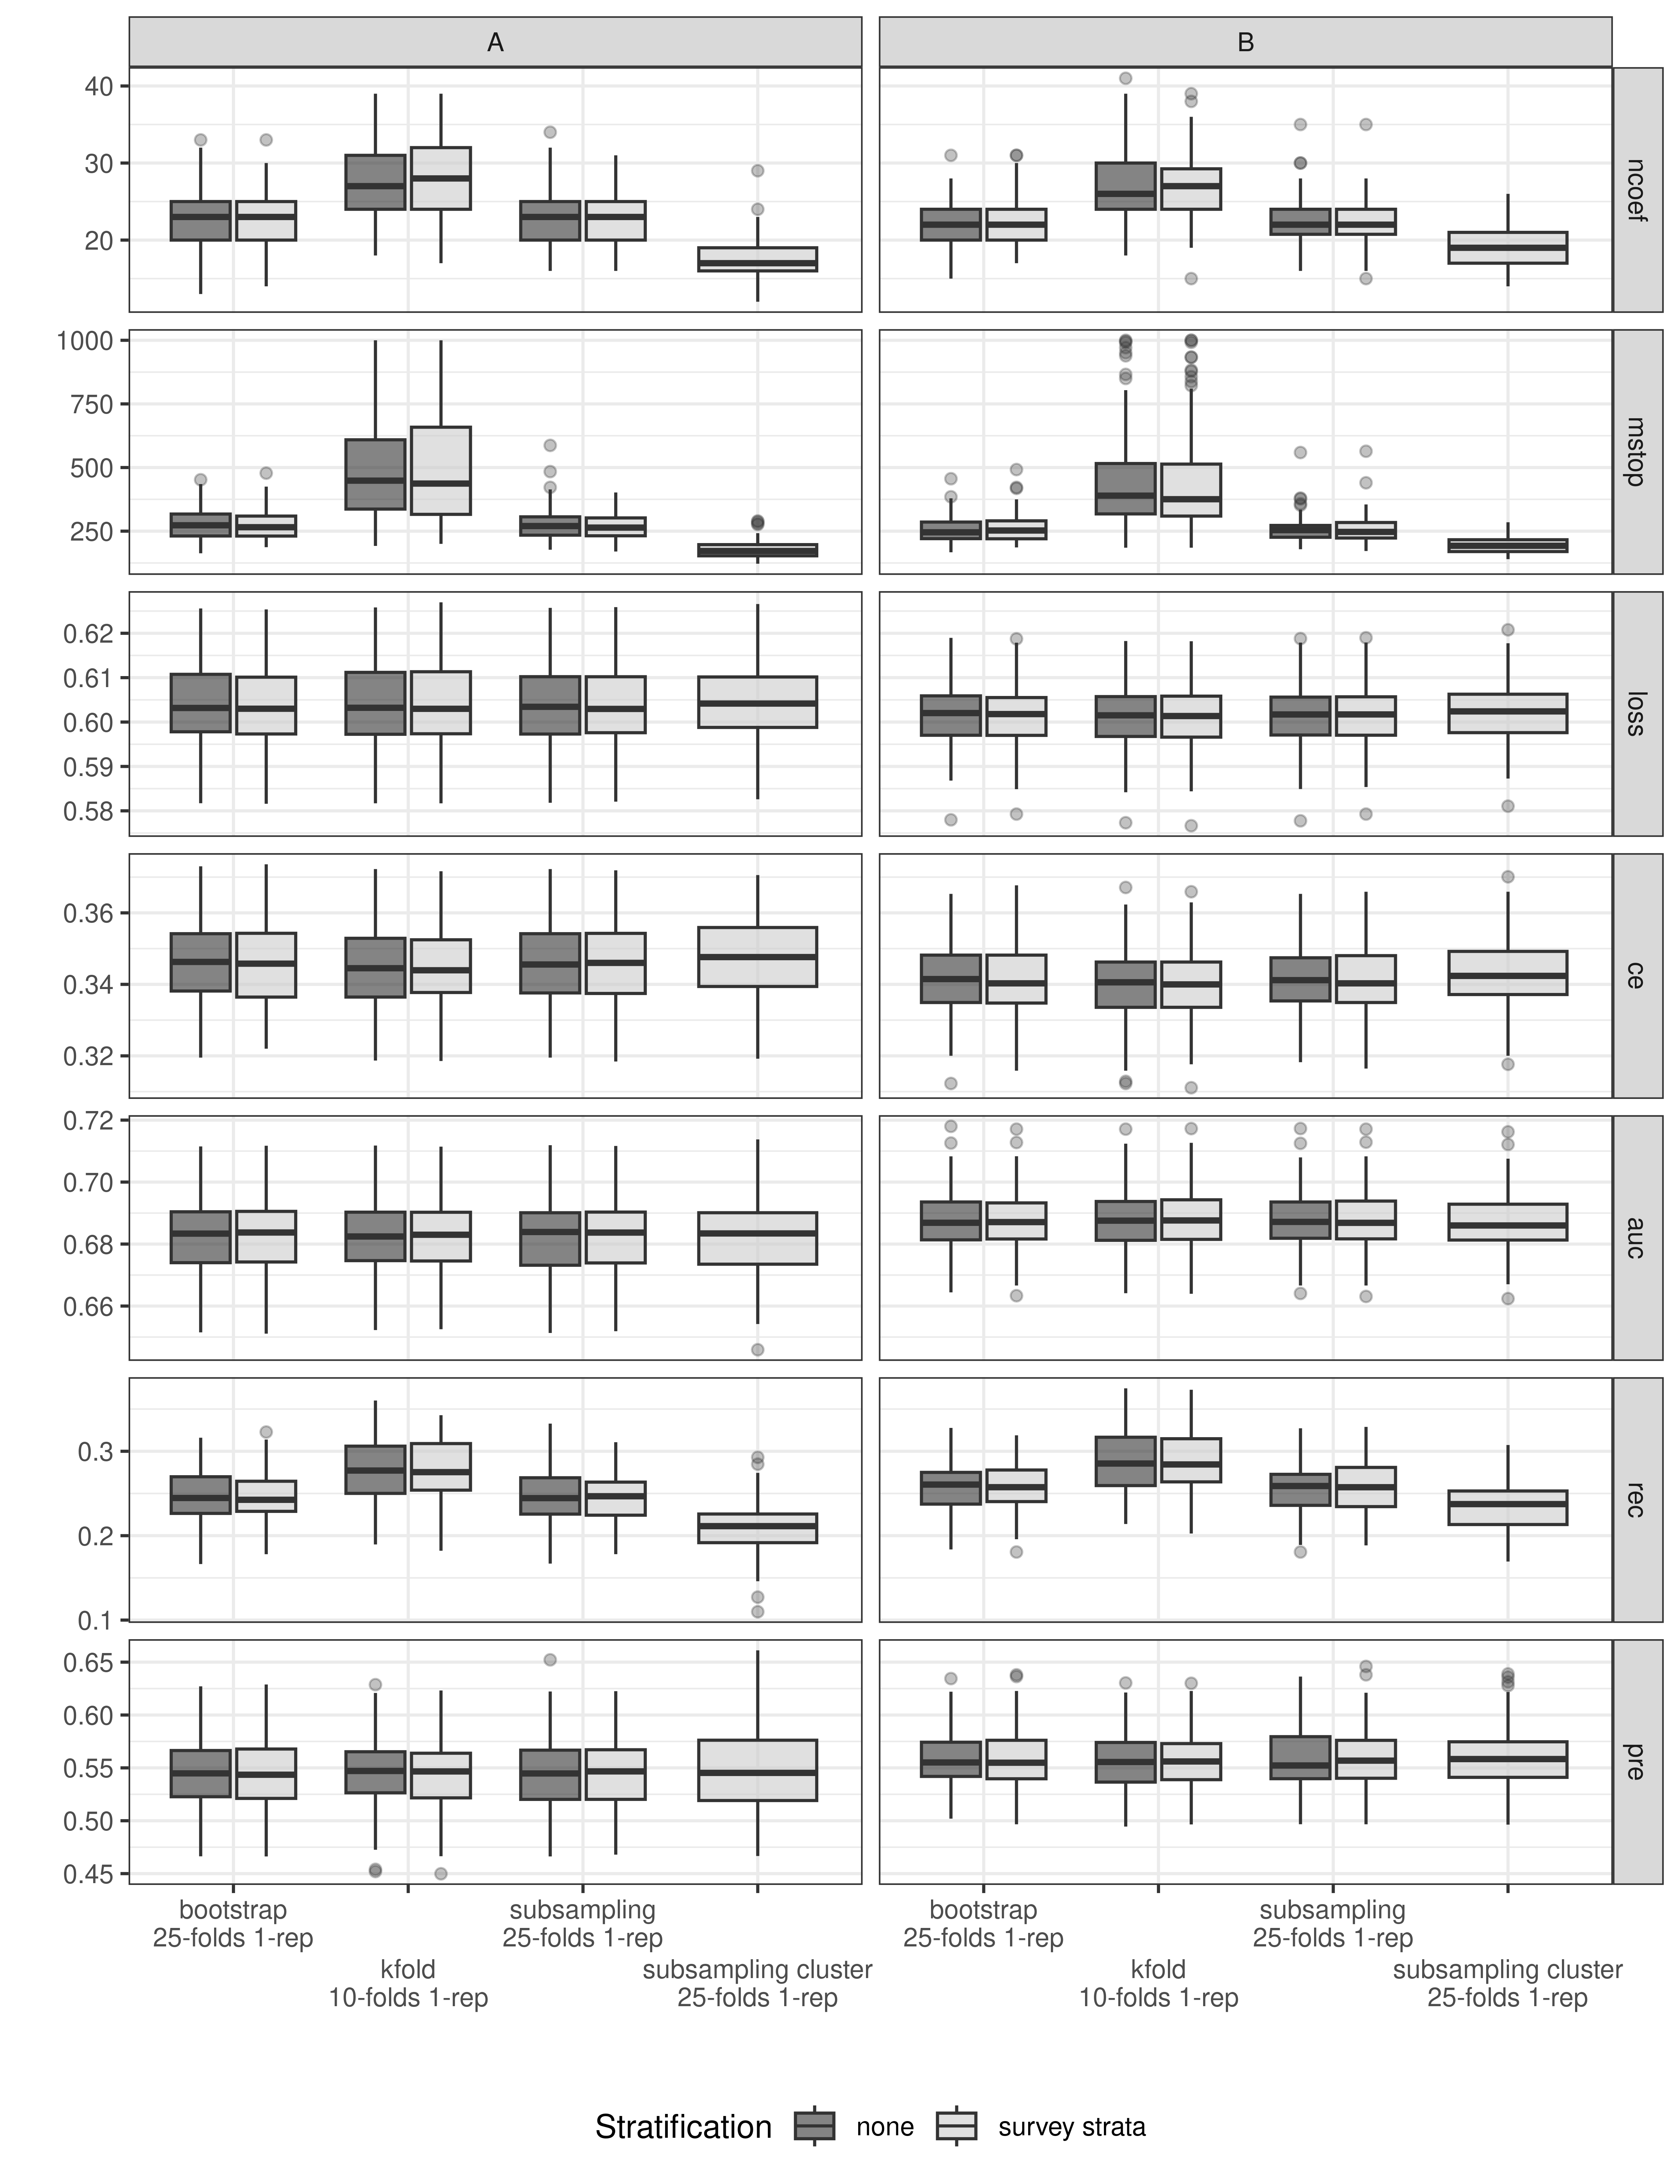 A
B
40
30
20
ncoef
1000
750
500
250
mstop
0.62
0.61
0.60
0.59
0.58
loss
0.36
0.34
0.32
ce
0.72
0.70
0.68
0.66
auc
0.3
0.2
0.1
rec
0.65
0.60
0.55
0.50
0.45
pre
bootstrap
25-folds 1-rep
kfold
10-folds 1-rep
subsampling
25-folds 1-rep
subsampling cluster
25-folds 1-rep
bootstrap
25-folds 1-rep
kfold
10-folds 1-rep
subsampling
25-folds 1-rep
subsampling cluster
25-folds 1-rep
Stratification none survey strata